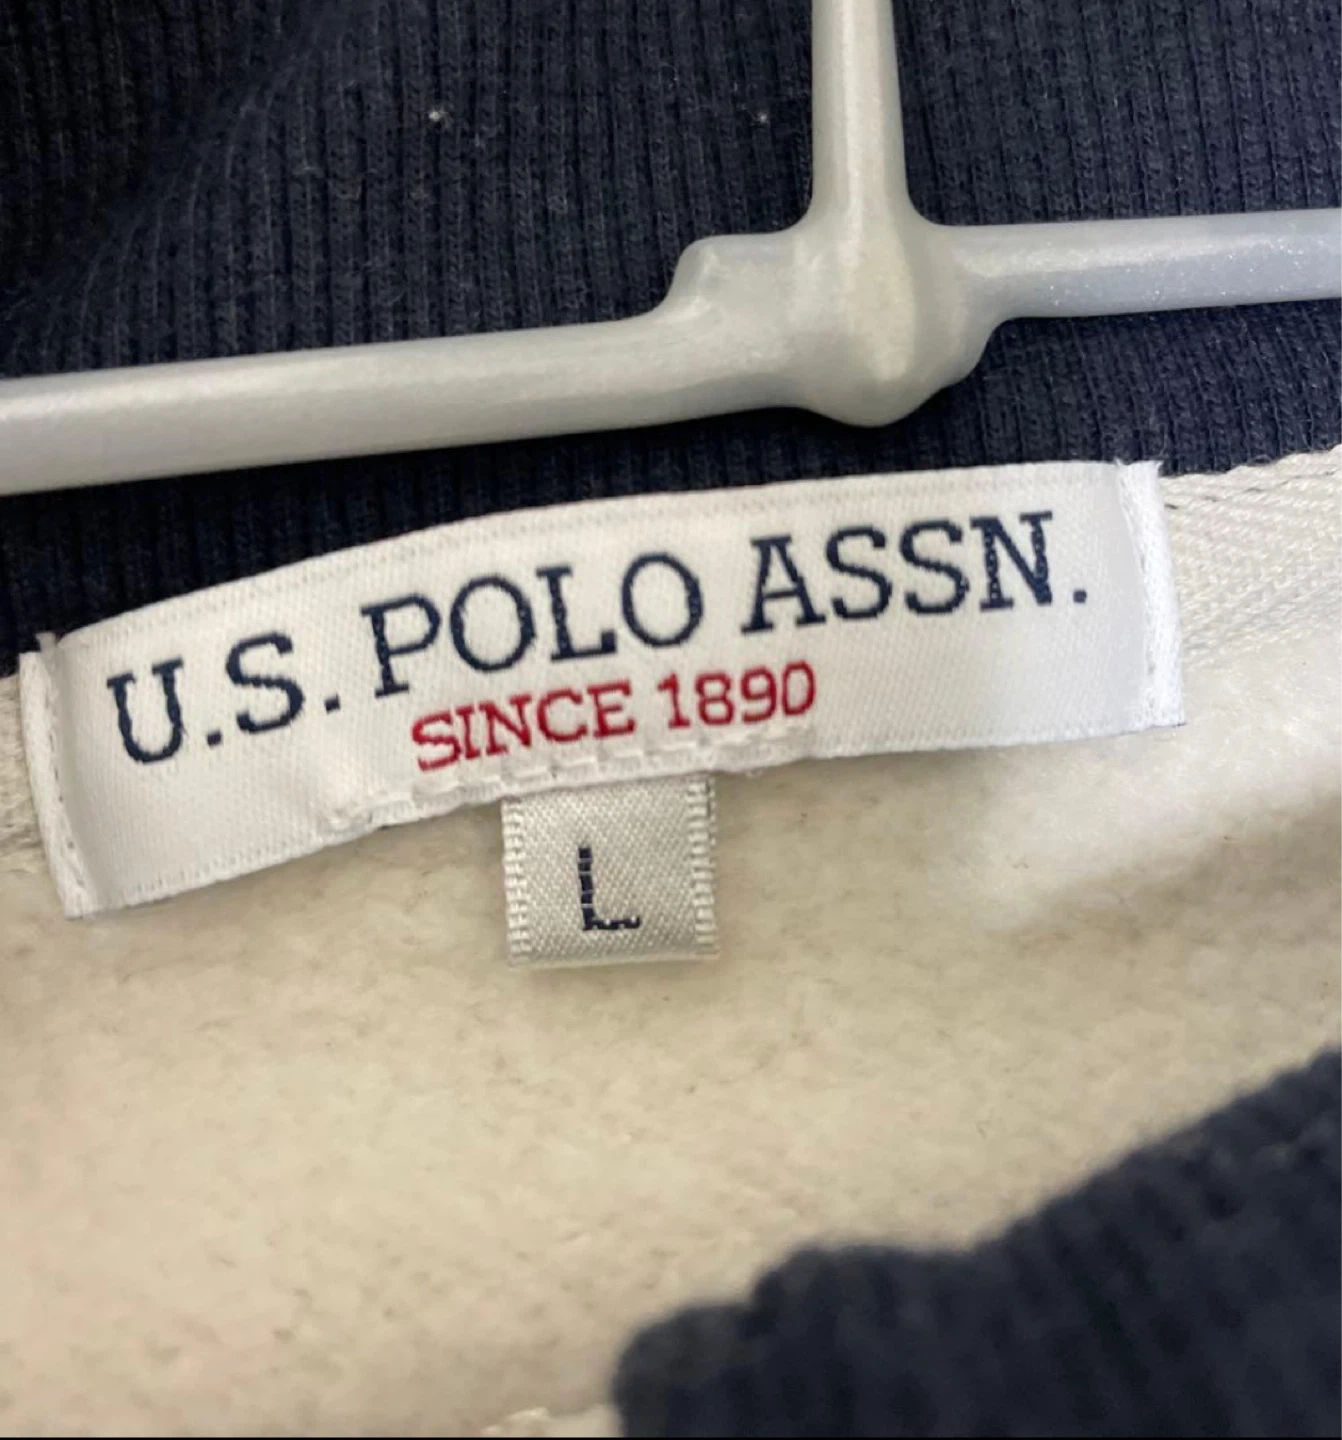 U.S. POLO ASSN.
SINCE 1890
L